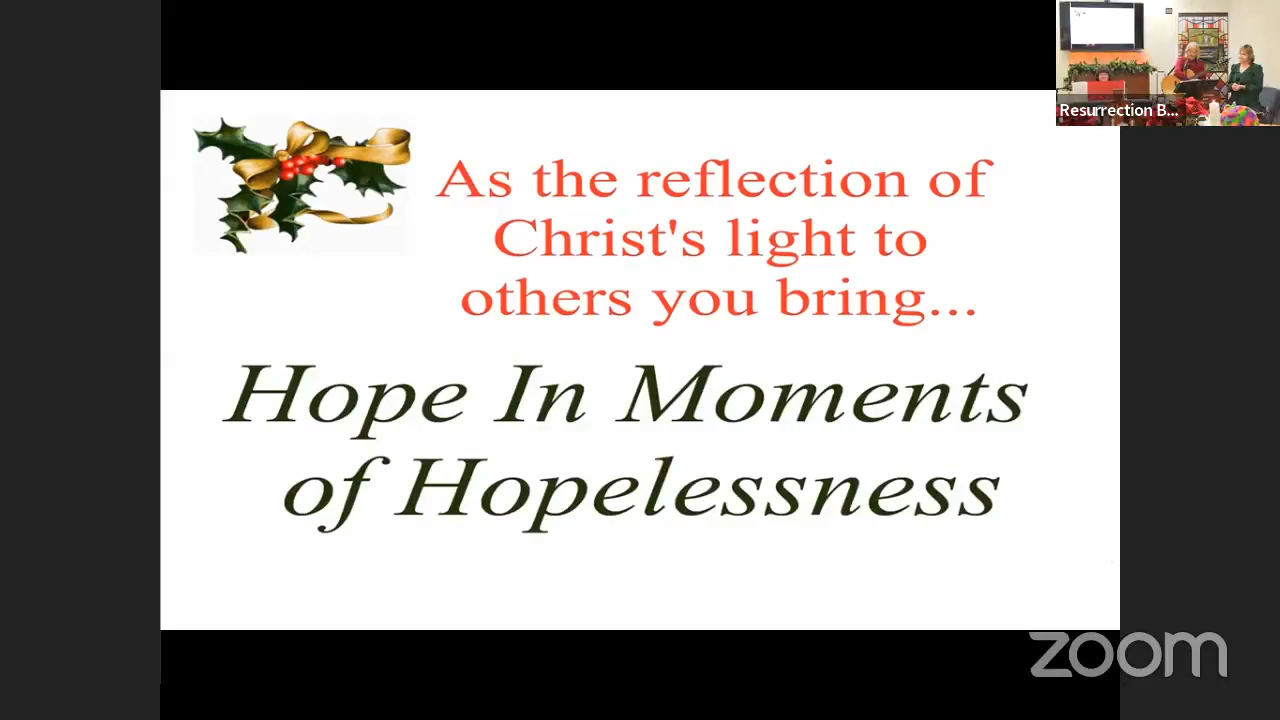 Resurrection B...
As the reflection of
Christ's light to
others you bring...
Hope In Moments
of Hopelessness
zoom